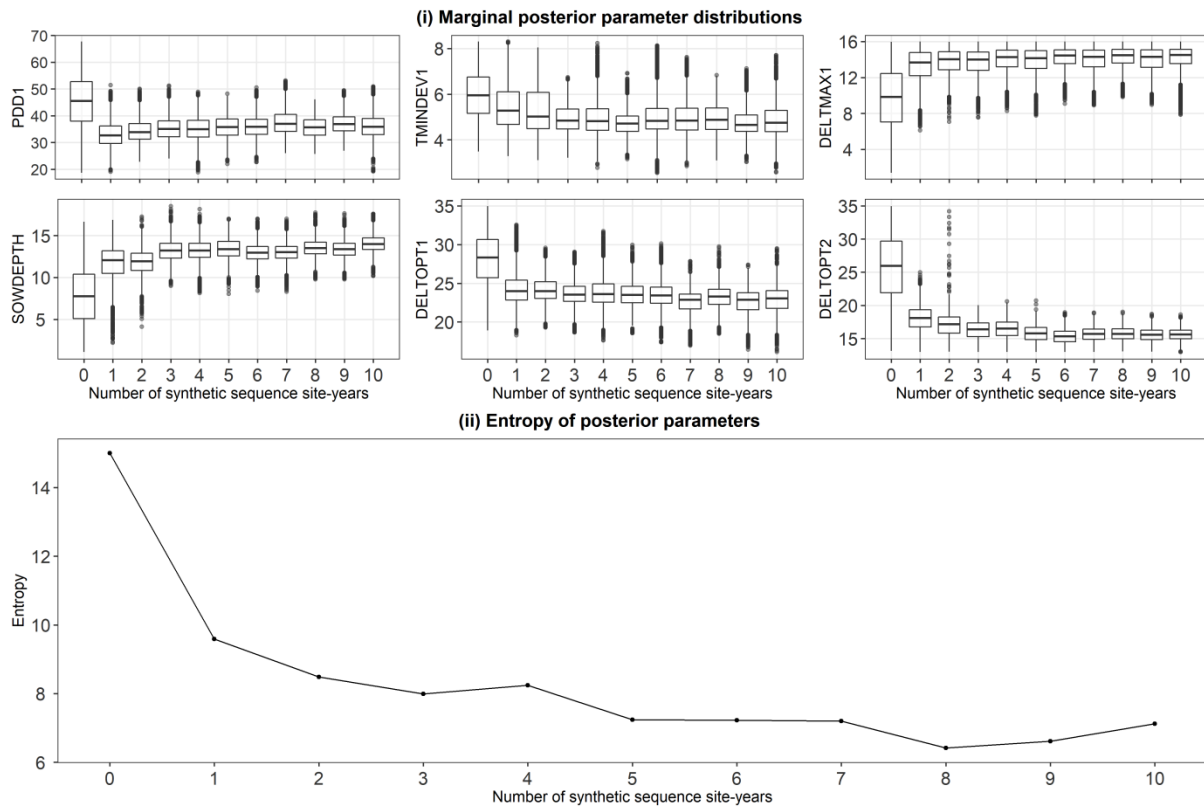 (i) Marginal posterior parameter distributions
PDD1
70
60
50
40
30
20
TMINDEV1
8
6
4
DELTMAX1
16
12
8
4
SOWDEPTH
15
10
5
0 1 2 3 4 5 6 7 8 9 10
Number of synthetic sequence site-years
DELTOPT1
35
30
25
20
0 1 2 3 4 5 6 7 8 9 10
Number of synthetic sequence site-years
DELTOPT2
35
30
25
20
15
0 1 2 3 4 5 6 7 8 9 10
Number of synthetic sequence site-years
(ii) Entropy of posterior parameters
Entropy
14
12
10
8
6
0 1 2 3 4 5 6 7 8 9 10
Number of synthetic sequence site-years